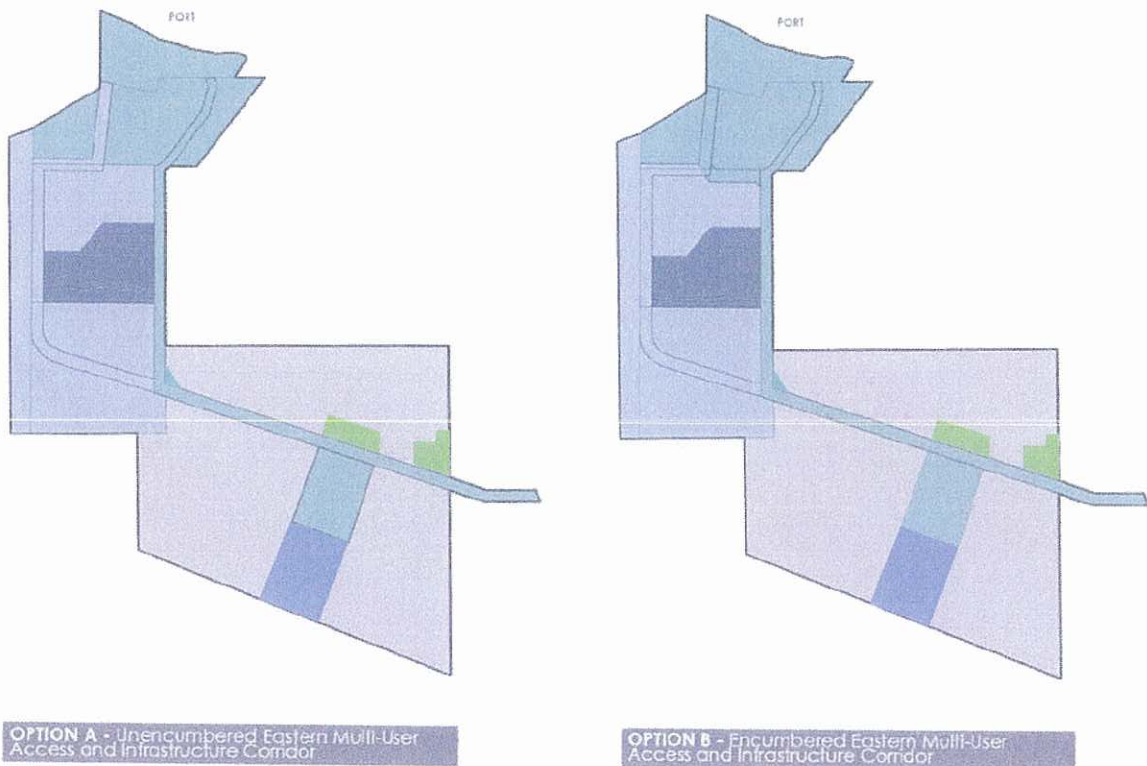 PORT
PORT
OPTION A - Unencumbered Eastern Multi-User
Access and Infrastructure Corridor
OPTION B - Encumbered Eastern Multi-User
Access and Infrastructure Corridor